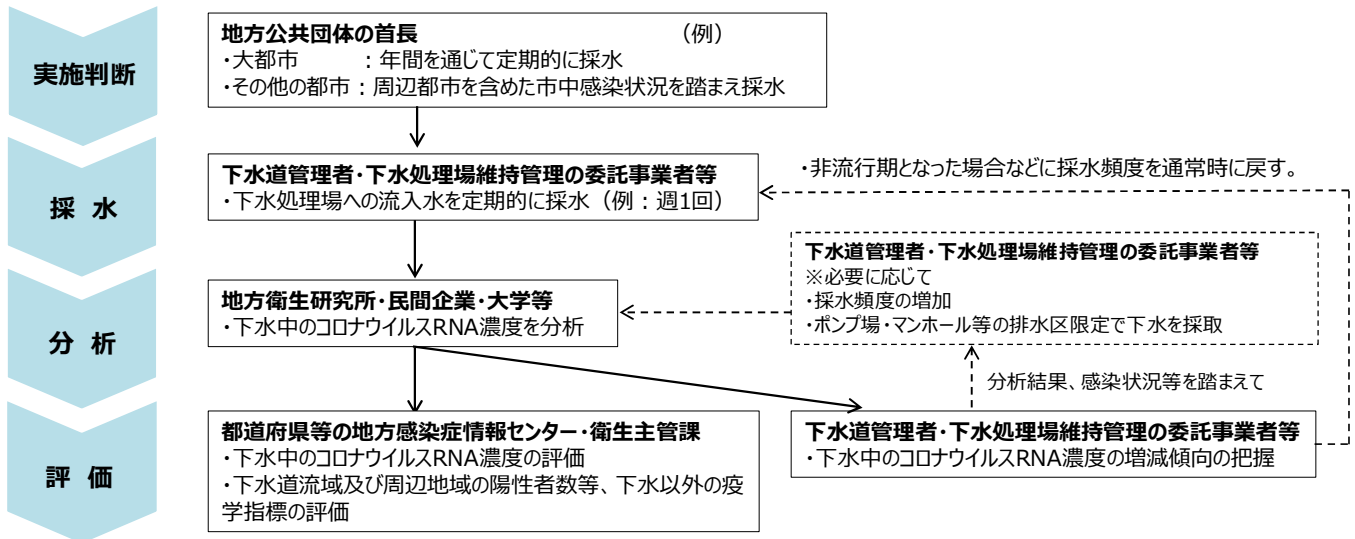 実施判断
地方公共団体の首長 （例）
・大都市 ：年間を通じて定期的に採水
・その他の都市：周辺都市を含めた市中感染状況を踏まえ採水
採 水
下水道管理者・下水処理場維持管理の委託事業者等
・下水処理場への流入水を定期的に採水（例：週1回）
・非流行期となった場合などに採水頻度を通常時に戻す。
下水道管理者・下水処理場維持管理の委託事業者等
※必要に応じて
・採水頻度の増加
・ポンプ場・マンホール等の排水区限定で下水を採取
分 析
地方衛生研究所・民間企業・大学等
・下水中のコロナウイルスRNA濃度を分析
分析結果、感染状況等を踏まえて
評 価
都道府県等の地方感染症情報センター・衛生主管課
・下水中のコロナウイルスRNA濃度の評価
・下水道流域及び周辺地域の陽性者数等、下水以外の疫
学指標の評価
下水道管理者・下水処理場維持管理の委託事業者等
・下水中のコロナウイルスRNA濃度の増減傾向の把握